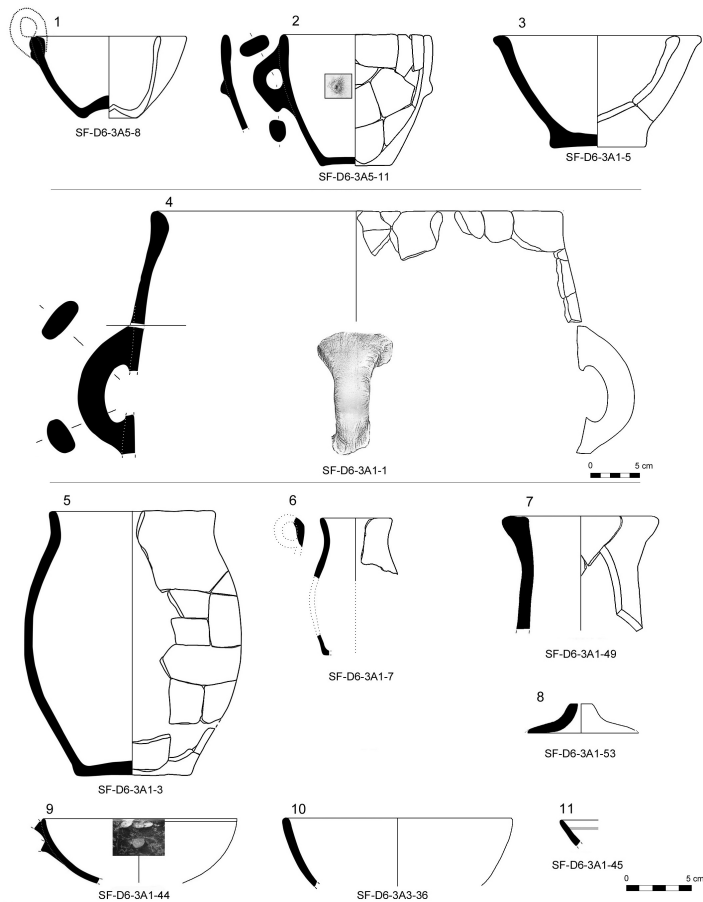 1
2
3
SF-D6-3A5-8
SF-D6-3A5-11
SF-D6-3A1-5
4
SF-D6-3A1-1
0 5 cm
5
6
7
SF-D6-3A1-7
SF-D6-3A1-49
8
SF-D6-3A1-53
SF-D6-3A1-3
9
10
11
SF-D6-3A1-44
SF-D6-3A3-36
SF-D6-3A1-45
0 5 cm